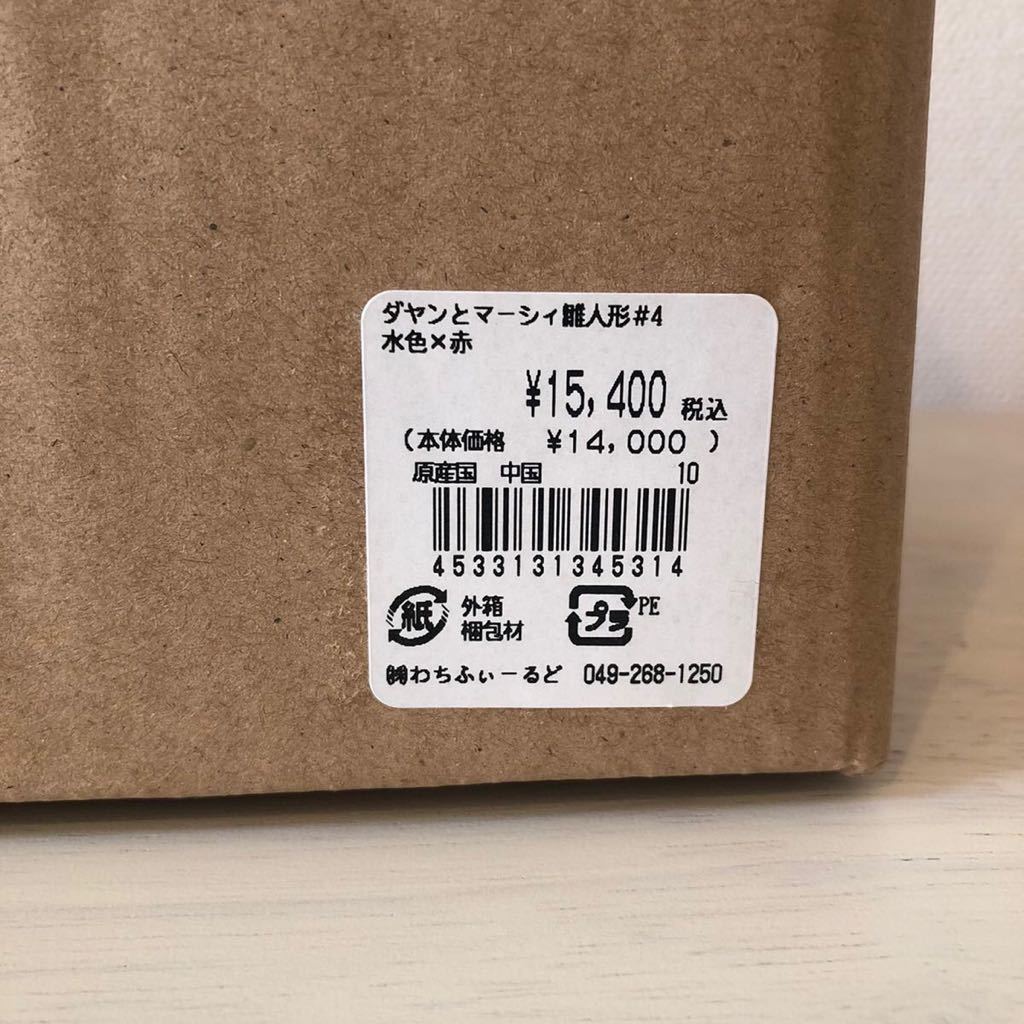 ダヤンとマーシィ雛人形#4
水色×赤
¥15,400 税込
(本体価格 ¥14,000 )
原産国 中国 10
4533131345314
紙 外箱
梱包材
プラ PE
㈱わちふぃーるど 049-268-1250